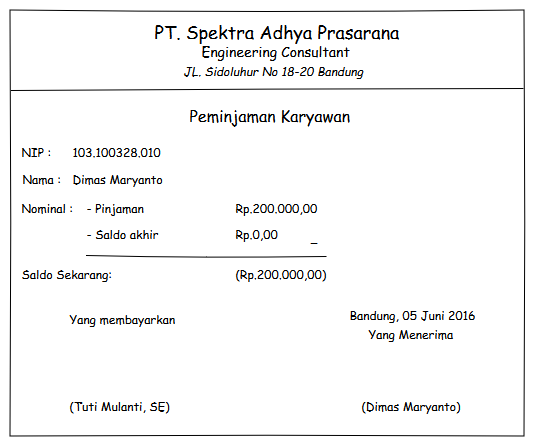 PT. Spektra Adhya Prasarana
Engineering Consultant
JL. Sidoluhur No 18-20 Bandung
Peminjaman Karyawan
NIP : 103.100328.010
Nama : Dimas Maryanto
Nominal : - Pinjaman Rp.200.000,00
- Saldo akhir Rp.0,00 _
Saldo Sekarang: (Rp.200.000,00)
Bandung, 05 Juni 2016
Yang membayarkan Yang Menerima
(Tuti Mulanti, SE) (Dimas Maryanto)